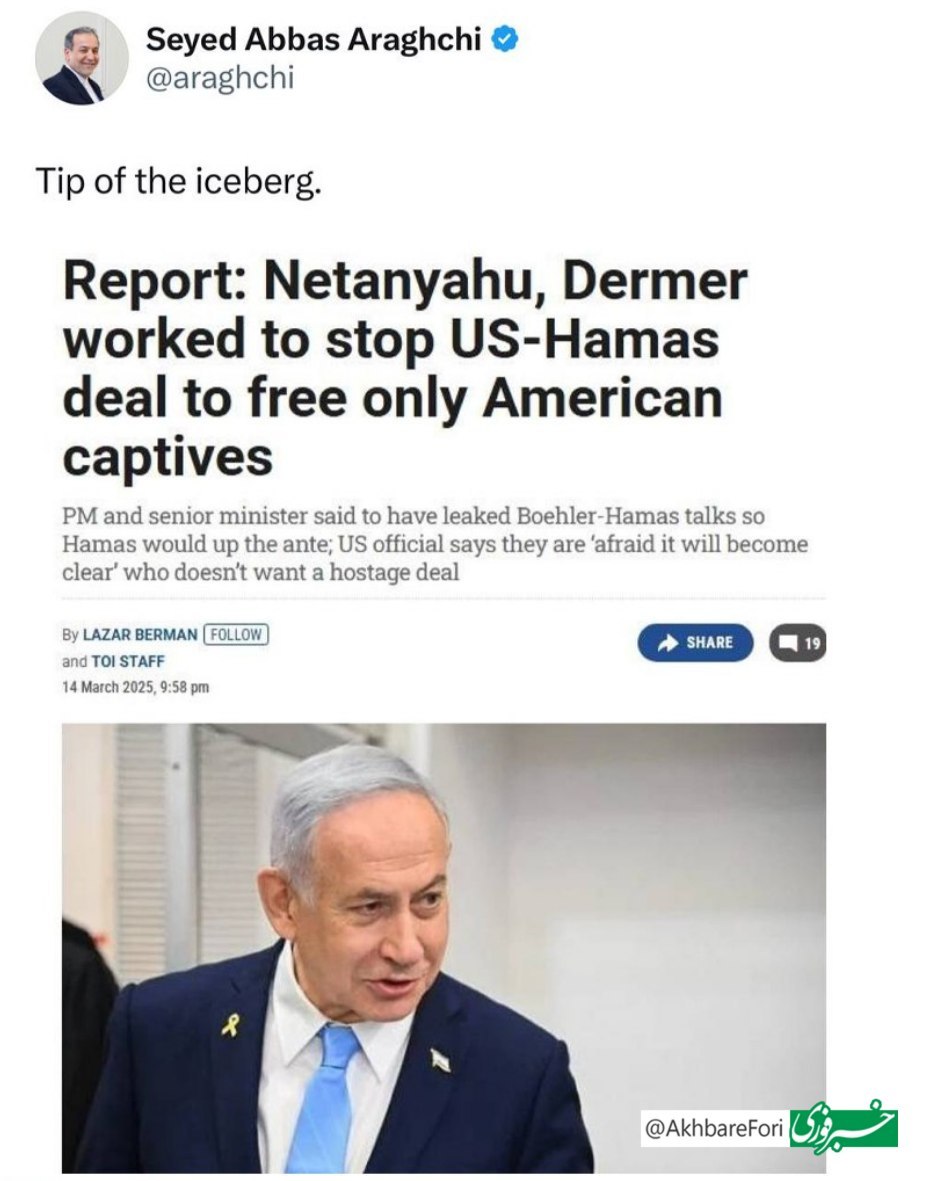 Seyed Abbas Araghchi
@araghchi
Tip of the iceberg.
Report: Netanyahu, Dermer
worked to stop US-Hamas
deal to free only American
captives
PM and senior minister said to have leaked Boehler-Hamas talks so
Hamas would up the ante; US official says they are ‘afraid it will become
clear’ who doesn’t want a hostage deal
By LAZAR BERMAN FOLLOW
and TOI STAFF
14 March 2025, 9:58 pm
SHARE
19
@AkhbareFori
خبرفوری